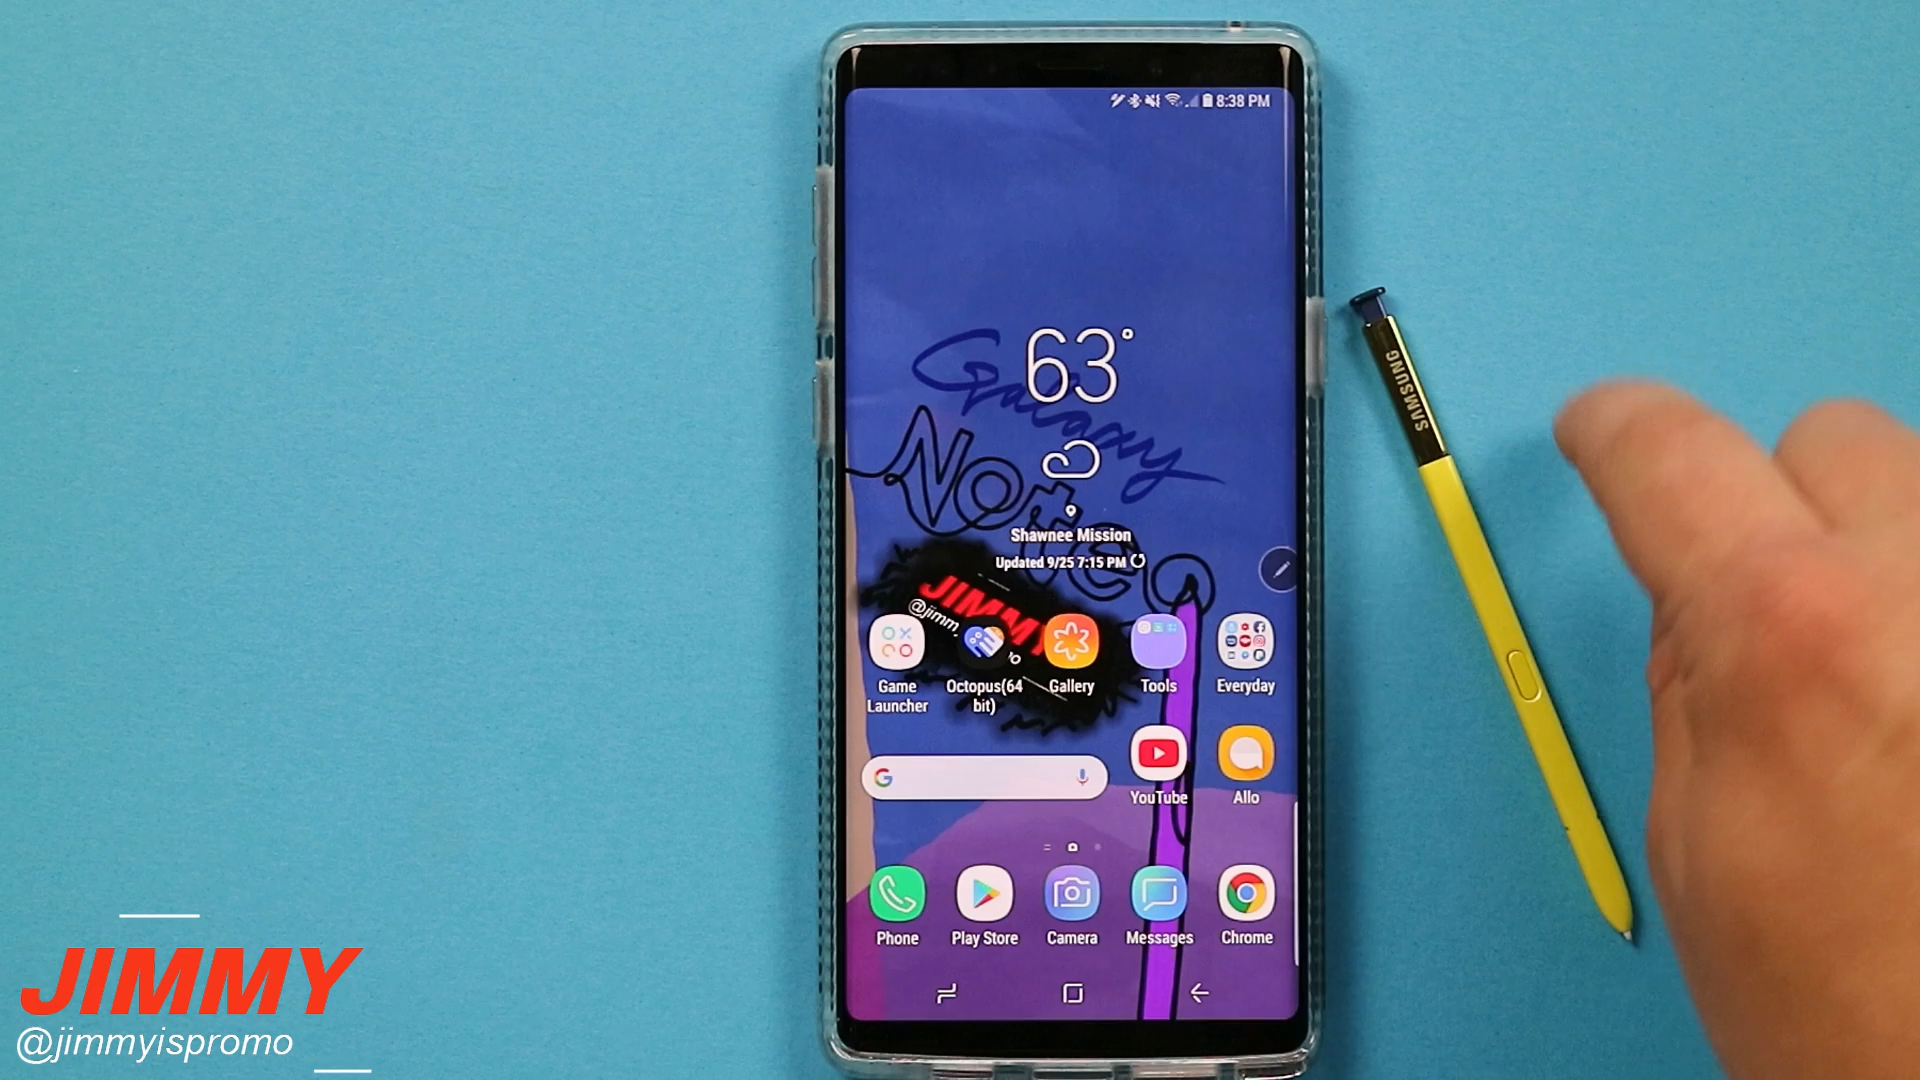 8:38 PM
63°
Galaxy
Note 9
Shawnee Mission
Updated 9/25 7:15 PM
JIMMY
@jimm
Game
Launcher
Octopus(64
bit)
Gallery
Tools
Everyday
G
YouTube
Allo
Phone
Play Store
Camera
Messages
Chrome
SAMSUNG
JIMMY
@jimmyispromo